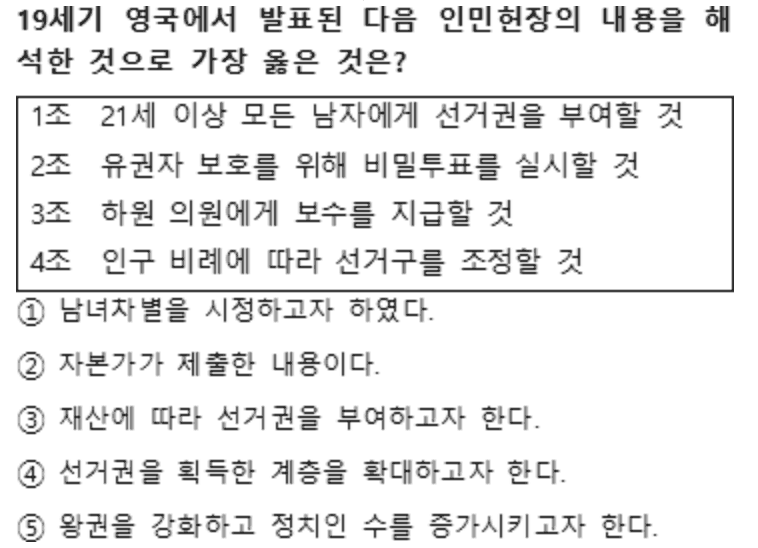 19세기 영국에서 발표된 다음 인민헌장의 내용을 해
석한 것으로 가장 옳은 것은?
1조 21세 이상 모든 남자에게 선거권을 부여할 것
2조 유권자 보호를 위해 비밀투표를 실시할 것
3조 하원 의원에게 보수를 지급할 것
4조 인구 비례에 따라 선거구를 조정할 것
① 남녀차별을 시정하고자 하였다.
② 자본가가 제출한 내용이다.
③ 재산에 따라 선거권을 부여하고자 한다.
④ 선거권을 획득한 계층을 확대하고자 한다.
⑤ 왕권을 강화하고 정치인 수를 증가시키고자 한다.